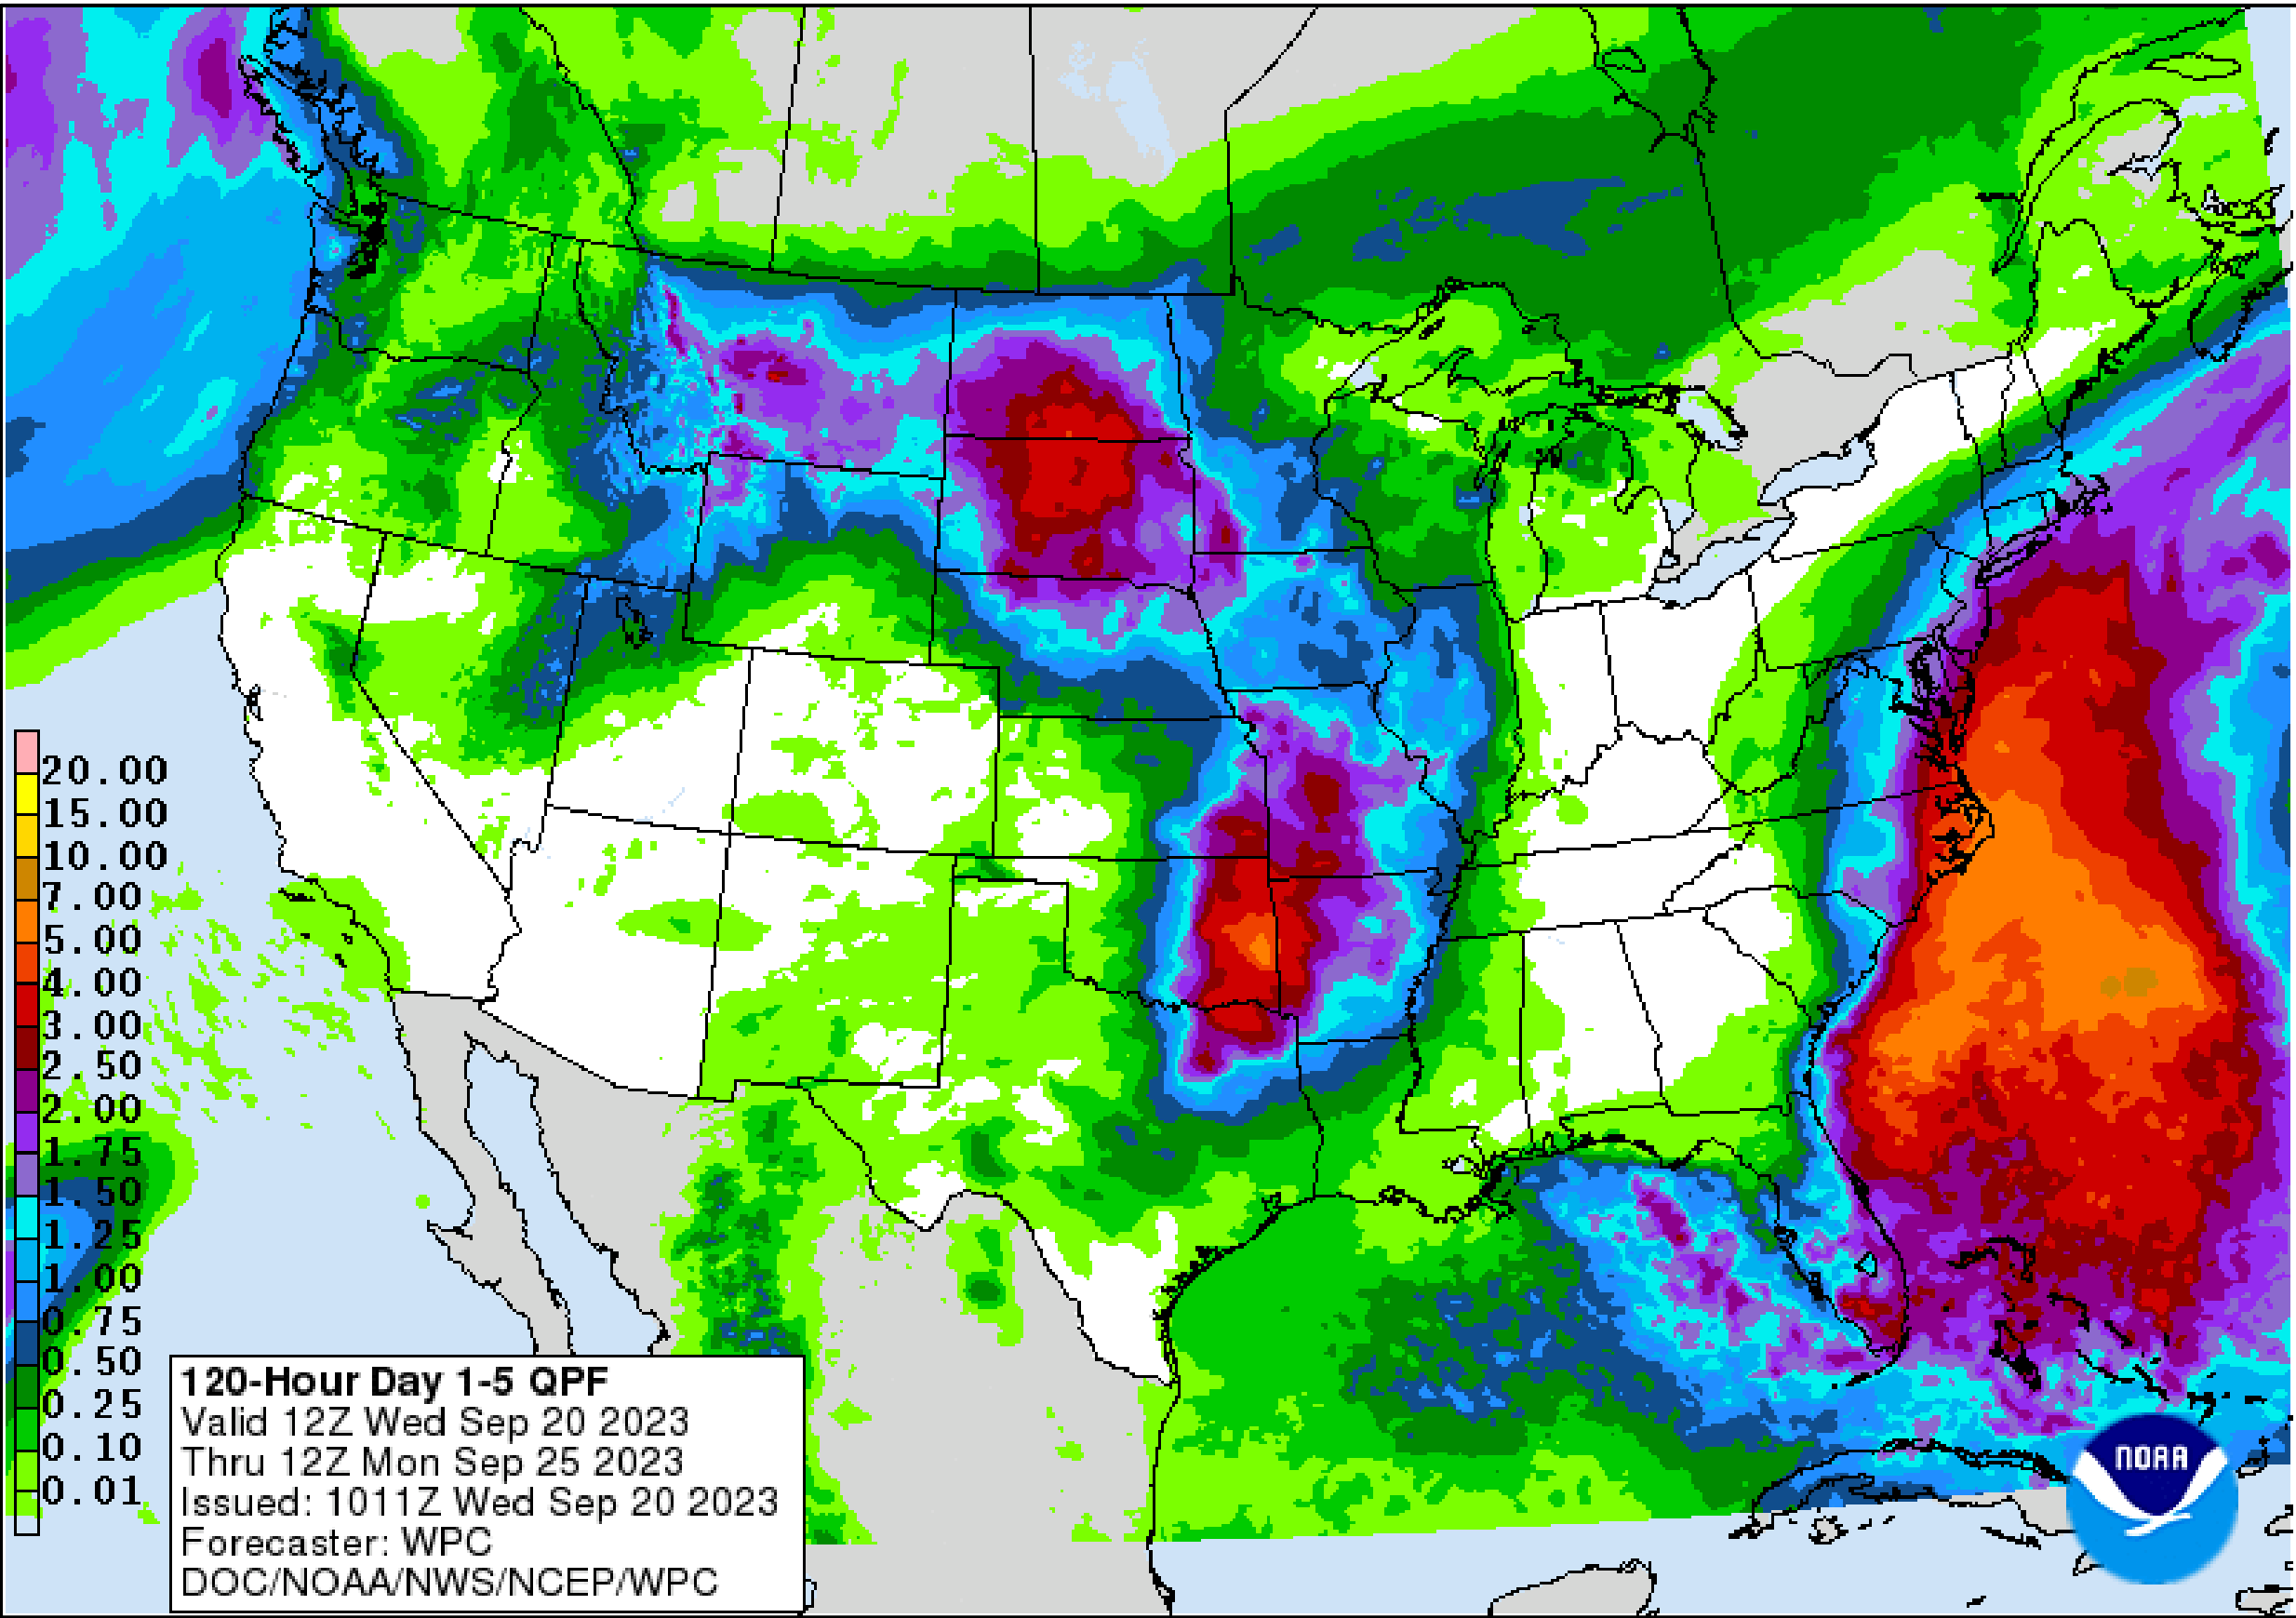 20.00
15.00
10.00
7.00
5.00
4.00
3.00
2.50
2.00
1.75
1.50
1.25
1.00
0.75
0.50
0.25
0.10
0.01
120-Hour Day 1-5 QPF
Valid 12Z Wed Sep 20 2023
Thru 12Z Mon Sep 25 2023
Issued: 1011Z Wed Sep 20 2023
Forecaster: WPC
DOC/NOAA/NWS/NCEP/WPC
NOAA